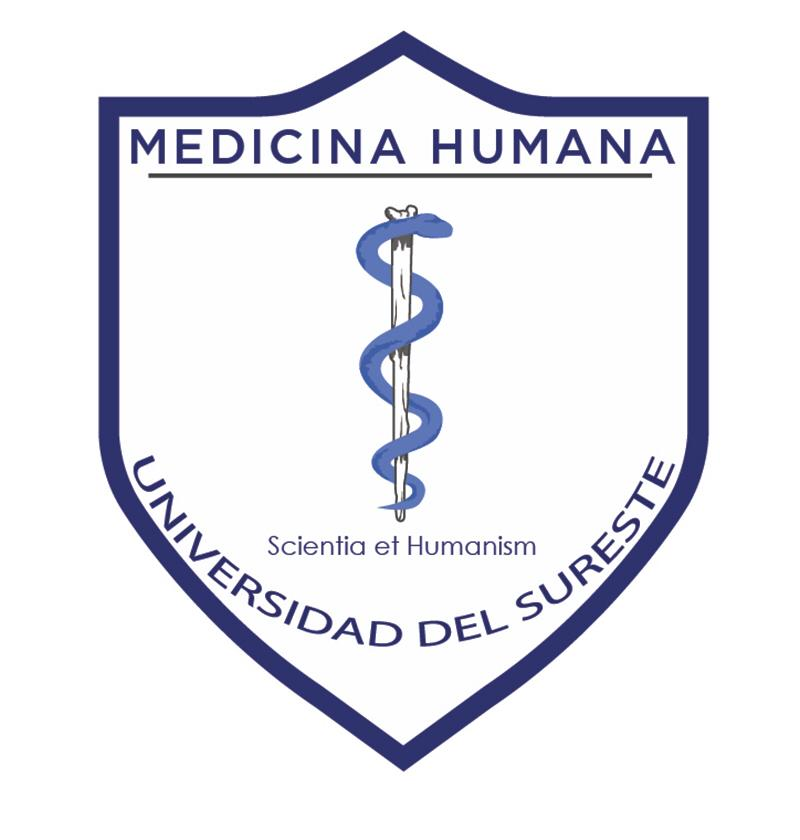 MEDICINA HUMANA
Scientia et Humanism
UNIVERSIDAD DEL SURESTE